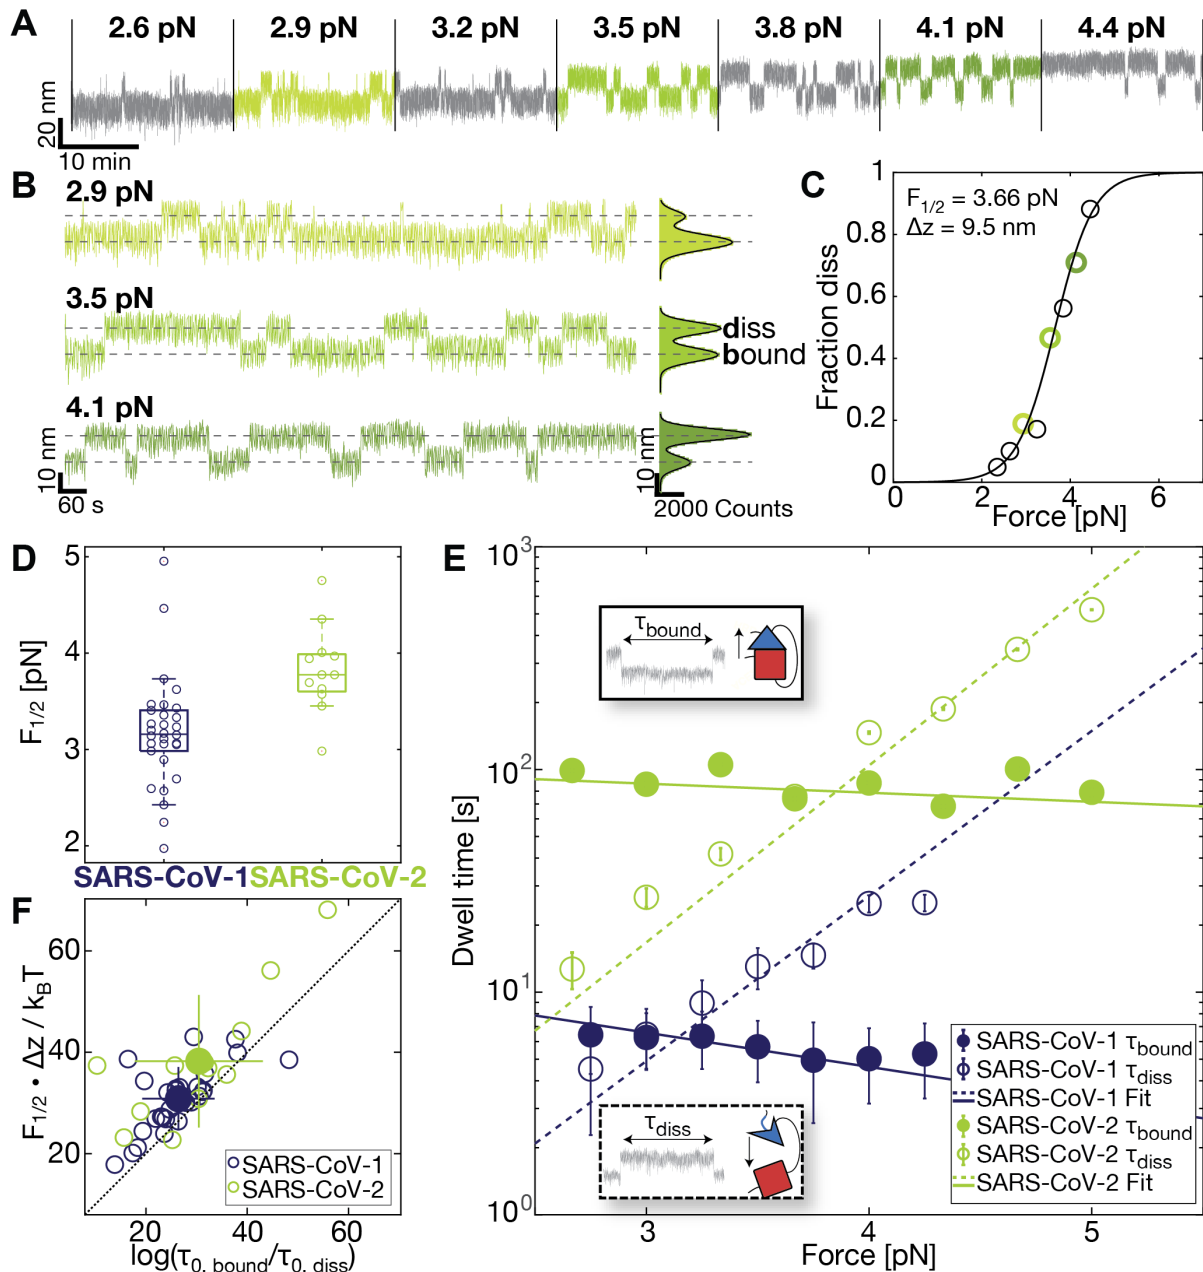 A
2.6 pN 2.9 pN 3.2 pN 3.5 pN 3.8 pN 4.1 pN 4.4 pN
20 nm
10 min
B
2.9 pN
3.5 pN
diss
bound
4.1 pN
10 nm
60 s
10 nm
2000 Counts
C
F1/2 = 3.66 pN
Δz = 9.5 nm
Fraction diss
1
0.8
0.6
0.4
0.2
0
0 2 4 6
Force [pN]
D
F1/2 [pN]
5
4
3
2
SARS-CoV-1 SARS-CoV-2
E
Dwell time [s]
10³
10²
10¹
10⁰
τbound
τdiss
3 4 5
Force [pN]
SARS-CoV-1 τbound
SARS-CoV-1 τdiss
SARS-CoV-1 Fit
SARS-CoV-2 τbound
SARS-CoV-2 τdiss
SARS-CoV-2 Fit
F
F1/2 • Δz / kBT
60
40
20
SARS-CoV-1
SARS-CoV-2
20 40 60
log(τ0, bound/τ0, diss)